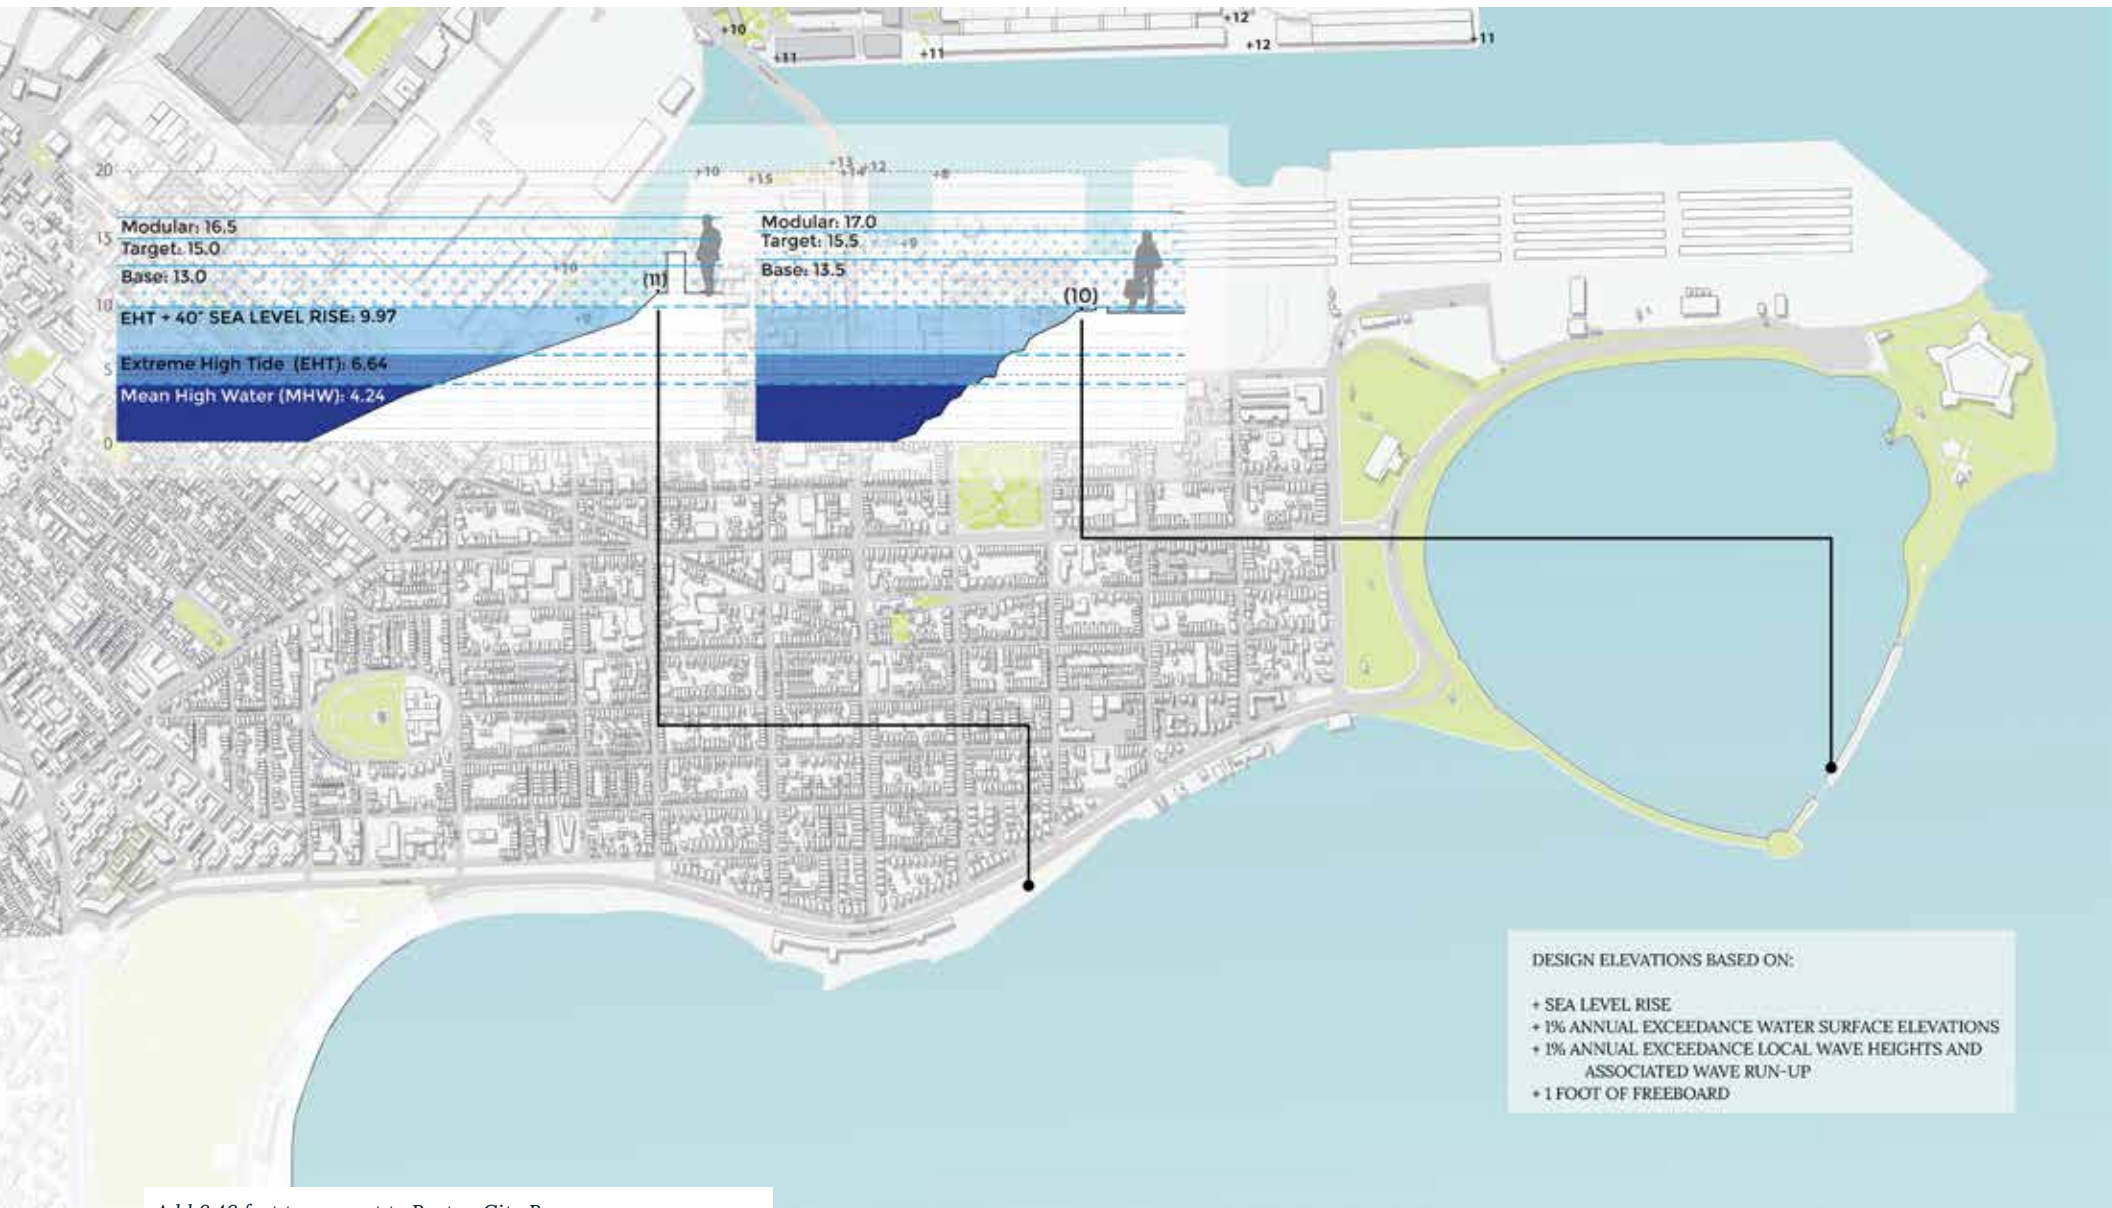 +10
+11
+11
+12
+12
+11
20
+10
+15
+13
+14
+12
+8
Modular: 16.5
15
Target: 15.0
Base: 13.0
+10
(11)
10
EHT + 40" SEA LEVEL RISE: 9.97
+9
Extreme High Tide (EHT): 6.64
5
Mean High Water (MHW): 4.24
0
Modular: 17.0
Target: 15.5
+9
Base: 13.5
(10)
DESIGN ELEVATIONS BASED ON:
+ SEA LEVEL RISE
+ 1% ANNUAL EXCEEDANCE WATER SURFACE ELEVATIONS
+ 1% ANNUAL EXCEEDANCE LOCAL WAVE HEIGHTS AND
ASSOCIATED WAVE RUN-UP
+ 1 FOOT OF FREEBOARD